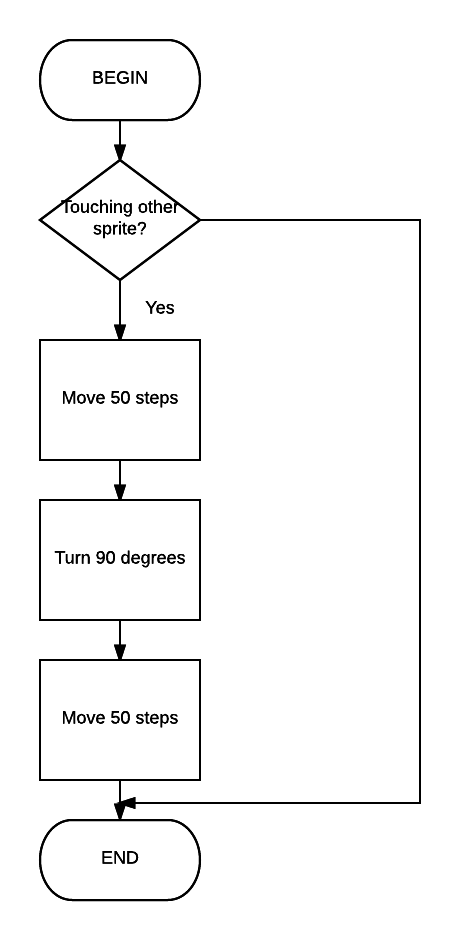 BEGIN
Touching other
sprite?
Yes
Move 50 steps
Turn 90 degrees
Move 50 steps
END